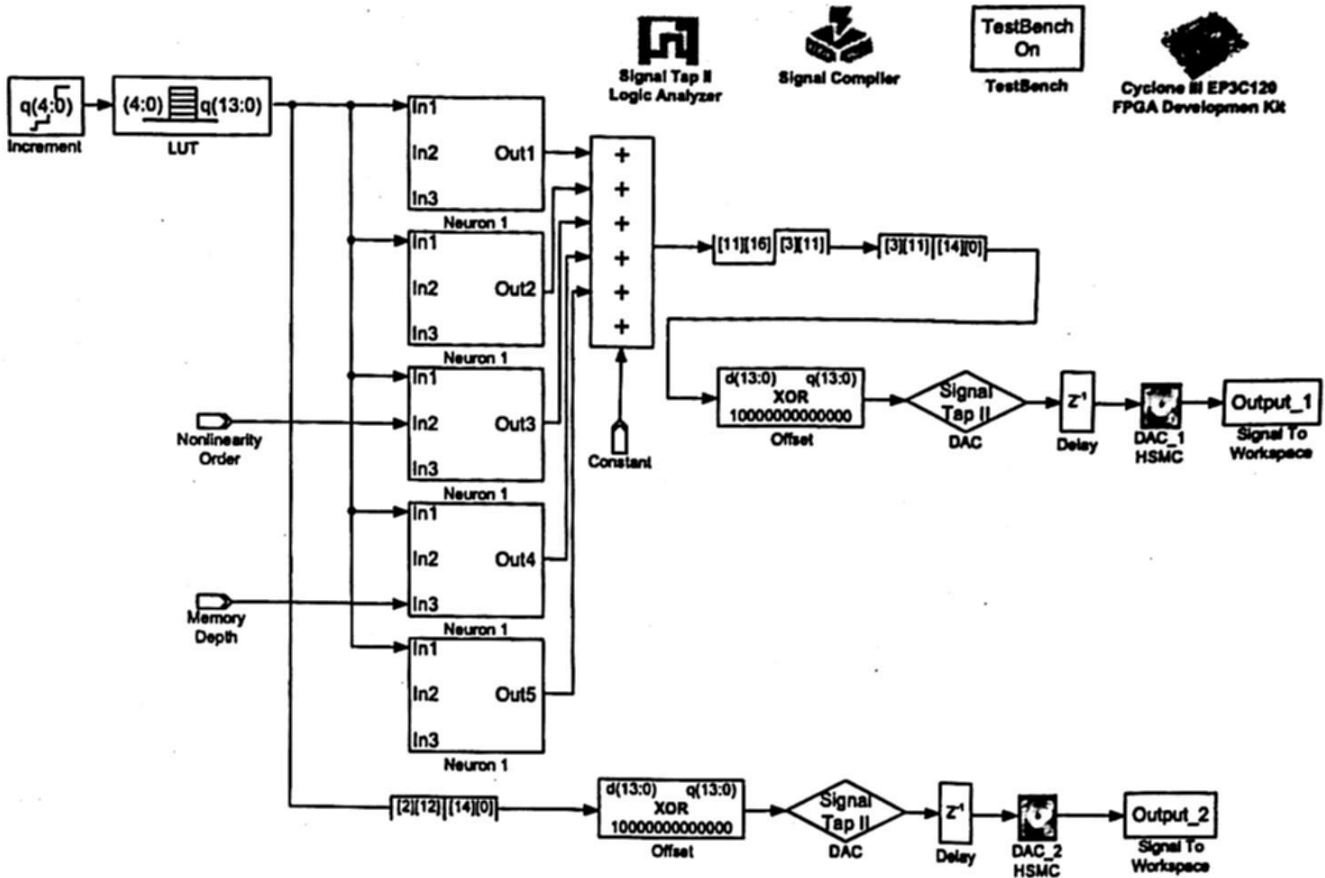 Signal Tap II
Logic Analyzer
Signal Compiler
TestBench
On
TestBench
Cyclone III EP3C120
FPGA Developmen Kit
q(4:0)
Increment
(4:0) q(13:0)
LUT
In1
In2
In3
Out1
Neuron 1
In1
In2
In3
Out2
Neuron 1
In1
In2
In3
Out3
Neuron 1
In1
In2
In3
Out4
Neuron 1
In1
In2
In3
Out5
Neuron 1
Nonlinearity
Order
Memory
Depth
+
+
+
+
+
+
Constant
[11][16] [3][11]
[3][11] [14][0]
d(13:0) q(13:0)
XOR
10000000000000
Offset
Signal
Tap II
DAC
Z-1
Delay
DAC_1
HSMC
Output_1
Signal To
Workspace
[2][12] [14][0]
d(13:0) q(13:0)
XOR
10000000000000
Offset
Signal
Tap II
DAC
Z-1
Delay
DAC_2
HSMC
Output_2
Signal To
Workspace